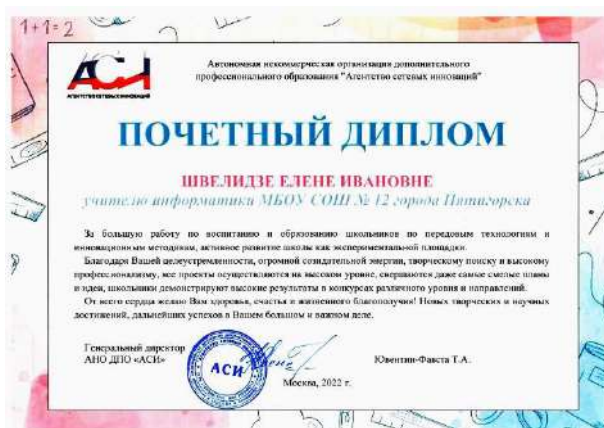 1+1=2
АСИ
АГЕНТСТВО СЕТЕВЫХ ИННОВАЦИЙ
Автономная некоммерческая организация дополнительного
профессионального образования "Агентство сетевых инноваций"
ПОЧЕТНЫЙ ДИПЛОМ
ШВЕЛИДЗЕ ЕЛЕНЕ ИВАНОВНЕ
учителю информатики МБОУ СОШ № 12 города Пятигорска
За большую работу по воспитанию и образованию школьников по передовым технологиям и
инновационным методикам, активное развитие школы как экспериментальной площадки.
Благодаря Вашей целеустремленности, огромной созидательной энергии, творческому поиску и высокому
профессионализму, все проекты осуществляются на высоком уровне, свершаются даже самые смелые планы
и идеи, школьники демонстрируют высокие результаты в конкурсах различного уровня и направлений.
От всего сердца желаю Вам здоровья, счастья и жизненного благополучия! Новых творческих и научных
достижений, дальнейших успехов в Вашем большом и важном деле.
Генеральный директор
АНО ДПО «АСИ»
АСИ
Ювентин-Фавста Т.А.
Москва, 2022 г.